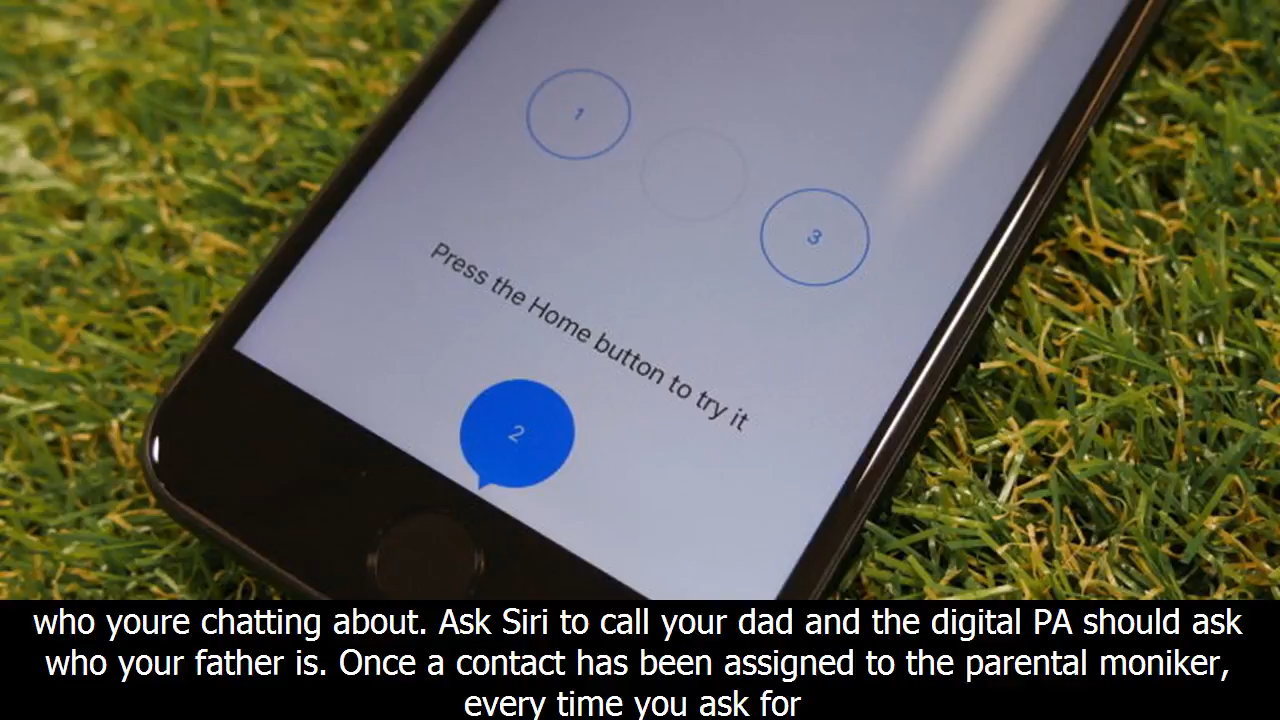 1
3
Press the Home button to try it
2
who youre chatting about. Ask Siri to call your dad and the digital PA should ask
who your father is. Once a contact has been assigned to the parental moniker,
every time you ask for